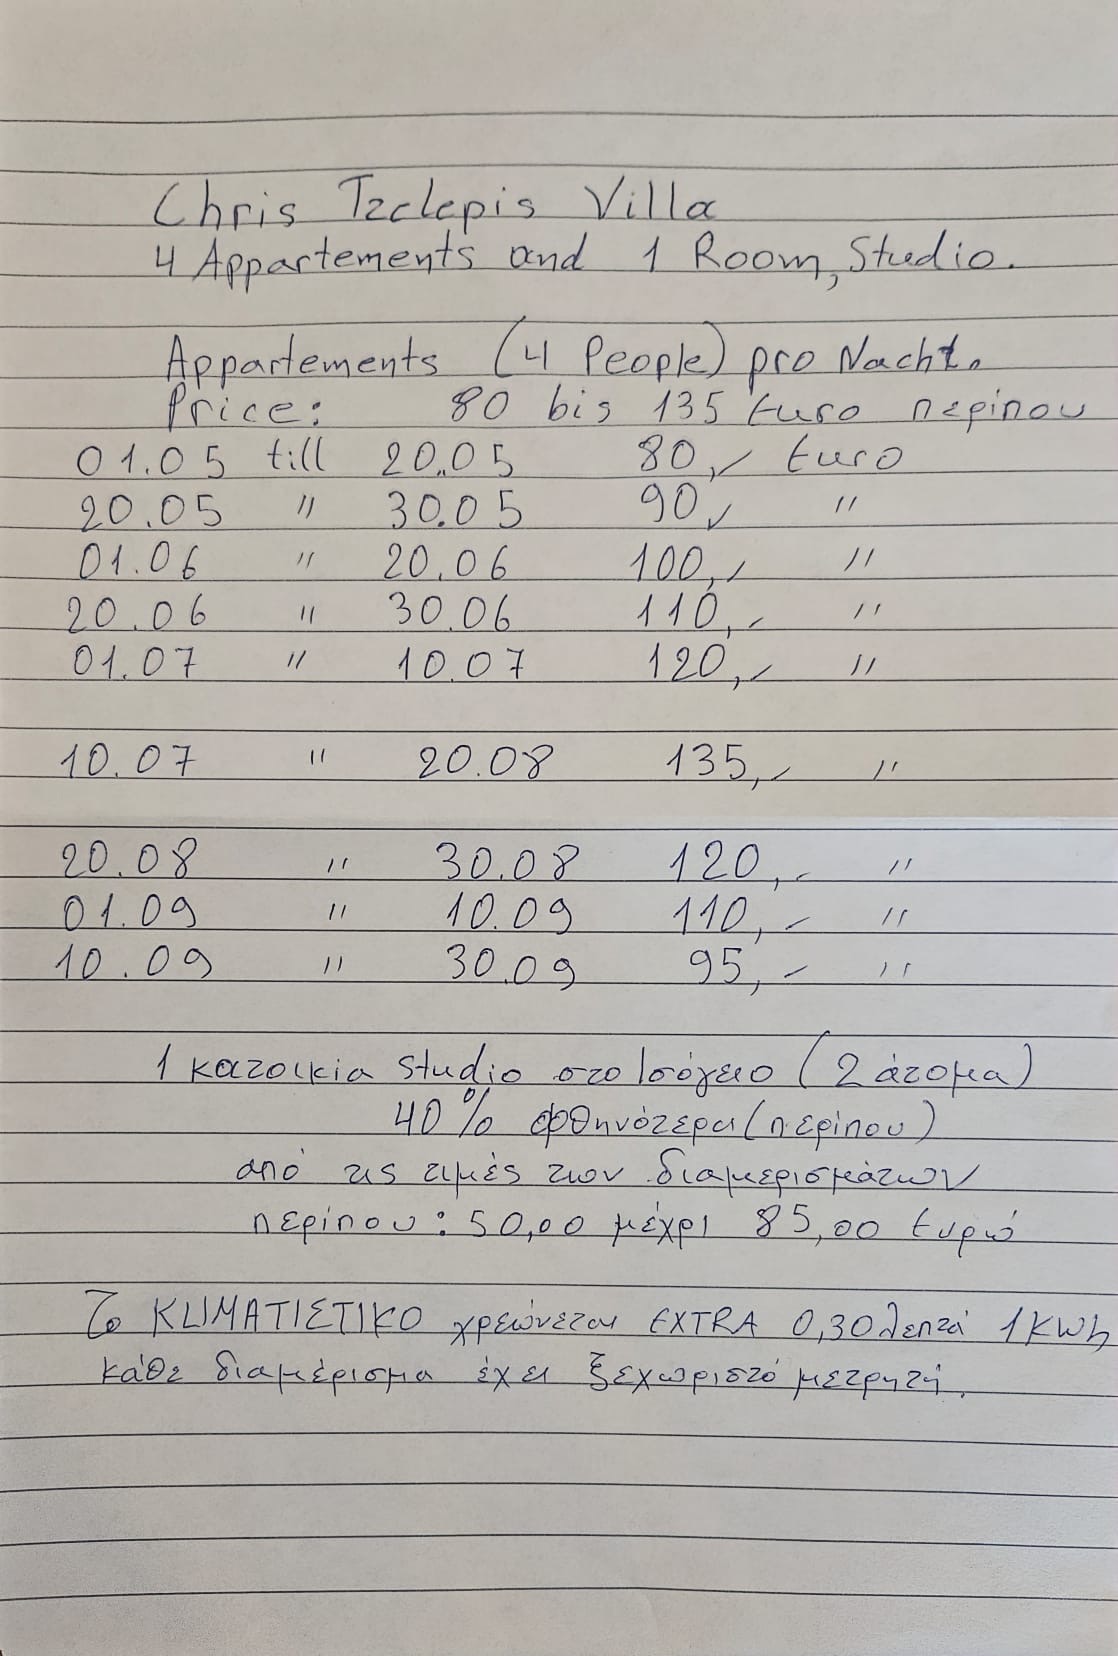 Chris Tzelepis Villa
4 Appartements and 1 Room, Studio.
Appartements (4 People) pro Nacht.
Price: 80 bis 135 Euro περίπου
01.05 till 20.05 80,- Euro
20.05 " 30.05 90,- "
01.06 " 20.06 100,- "
20.06 " 30.06 110,- "
01.07 " 10.07 120,- "
10.07 " 20.08 135,- "
20.08 " 30.08 120,- "
01.09 " 10.09 110,- "
10.09 " 30.09 95,- "
1 κατοικία studio στο Ισόγειο (2 άτομα)
40% φθηνότερα (περίπου)
από τις τιμές των διαμερισμάτων
περίπου: 50,00 μέχρι 85,00 Ευρώ
Το KLIMATIΣTIKO χρεώνεται EXTRA 0,30 λεπτά 1 KWh
κάθε διαμέρισμα έχει ξεχωριστό μετρητή.